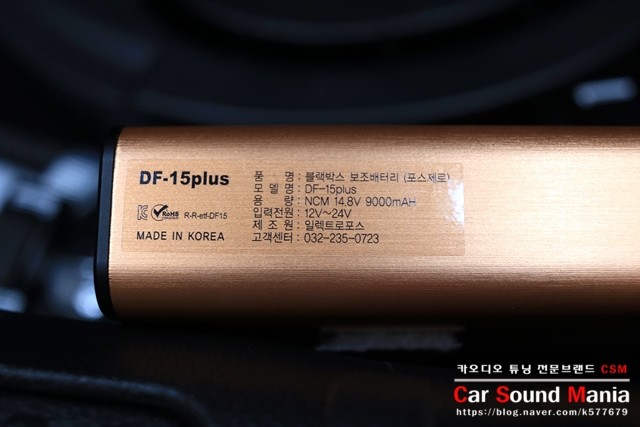 DF-15plus
RoHS R-R-etf-DF15
MADE IN KOREA
품 명 : 블랙박스 보조배터리 (포스제로)
모 델 명 : DF-15plus
용 량 : NCM 14.8V 9000mAH
입력전원 : 12V~24V
제 조 원 : 일렉트로포스
고객센터 : 032-235-0723
카오디오 튜닝 전문브랜드 CSM
Car Sound Mania
https://blog.naver.com/k577679